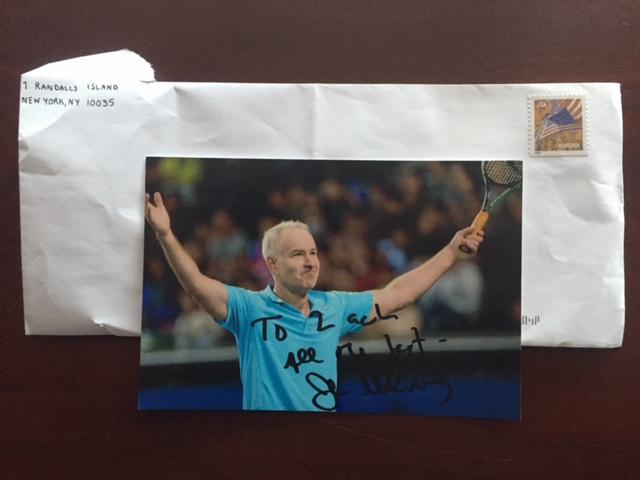 7 RANDALLS ISLAND
NEW YORK, NY 10035
USA
FOREVER
To Zach
All the best-